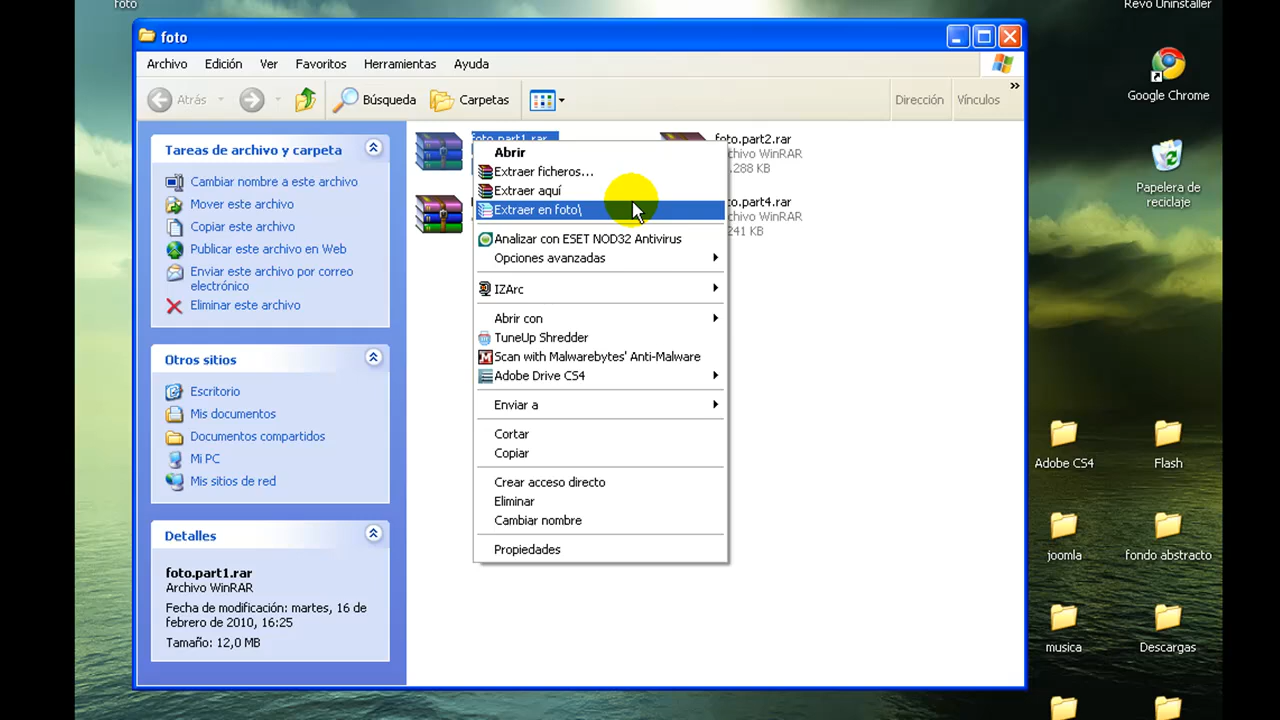 foto
Revo Uninstaller
foto
Archivo Edición Ver Favoritos Herramientas Ayuda
Atrás Búsqueda Carpetas Dirección Vínculos »
Google Chrome
Papelera de
reciclaje
Tareas de archivo y carpeta
Cambiar nombre a este archivo
Mover este archivo
Copiar este archivo
Publicar este archivo en Web
Enviar este archivo por correo
electrónico
Eliminar este archivo
Otros sitios
Escritorio
Mis documentos
Documentos compartidos
Mi PC
Mis sitios de red
Detalles
foto.part1.rar
Archivo WinRAR
Fecha de modificación: martes, 16 de
febrero de 2010, 16:25
Tamaño: 12,0 MB
foto.part1.rar
foto.part2.rar
chivo WinRAR
.288 KB
to.part4.rar
chivo WinRAR
241 KB
Abrir
Extraer ficheros...
Extraer aquí
Extraer en foto\
Analizar con ESET NOD32 Antivirus
Opciones avanzadas
IZArc
Abrir con
TuneUp Shredder
Scan with Malwarebytes' Anti-Malware
Adobe Drive CS4
Enviar a
Cortar
Copiar
Crear acceso directo
Eliminar
Cambiar nombre
Propiedades
Adobe CS4
Flash
joomla
fondo abstracto
musica
Descargas